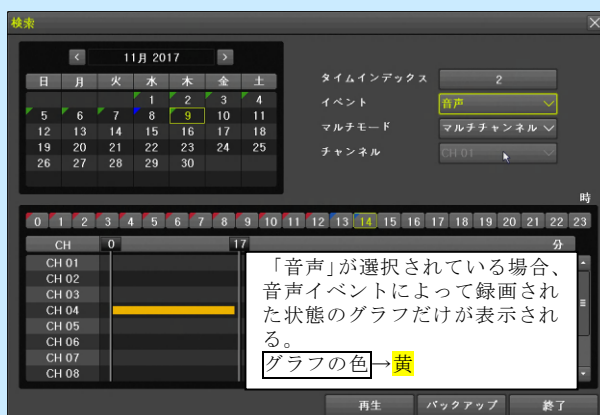 検索
11月 2017
日 月 火 水 木 金 土
1 2 3 4
5 6 7 8 9 10 11
12 13 14 15 16 17 18
19 20 21 22 23 24 25
26 27 28 29 30
タイムインデックス 2
イベント 音声
マルチモード マルチチャンネル
チャンネル CH 01
時
0 1 2 3 4 5 6 7 8 9 10 11 12 13 14 15 16 17 18 19 20 21 22 23
CH 0 17 分
CH 01
CH 02
CH 03
CH 04
CH 05
CH 06
CH 07
CH 08
「音声」が選択されている場合、
音声イベントによって録画され
た状態のグラフだけが表示され
る。
グラフの色→黄
再生 バックアップ 終了